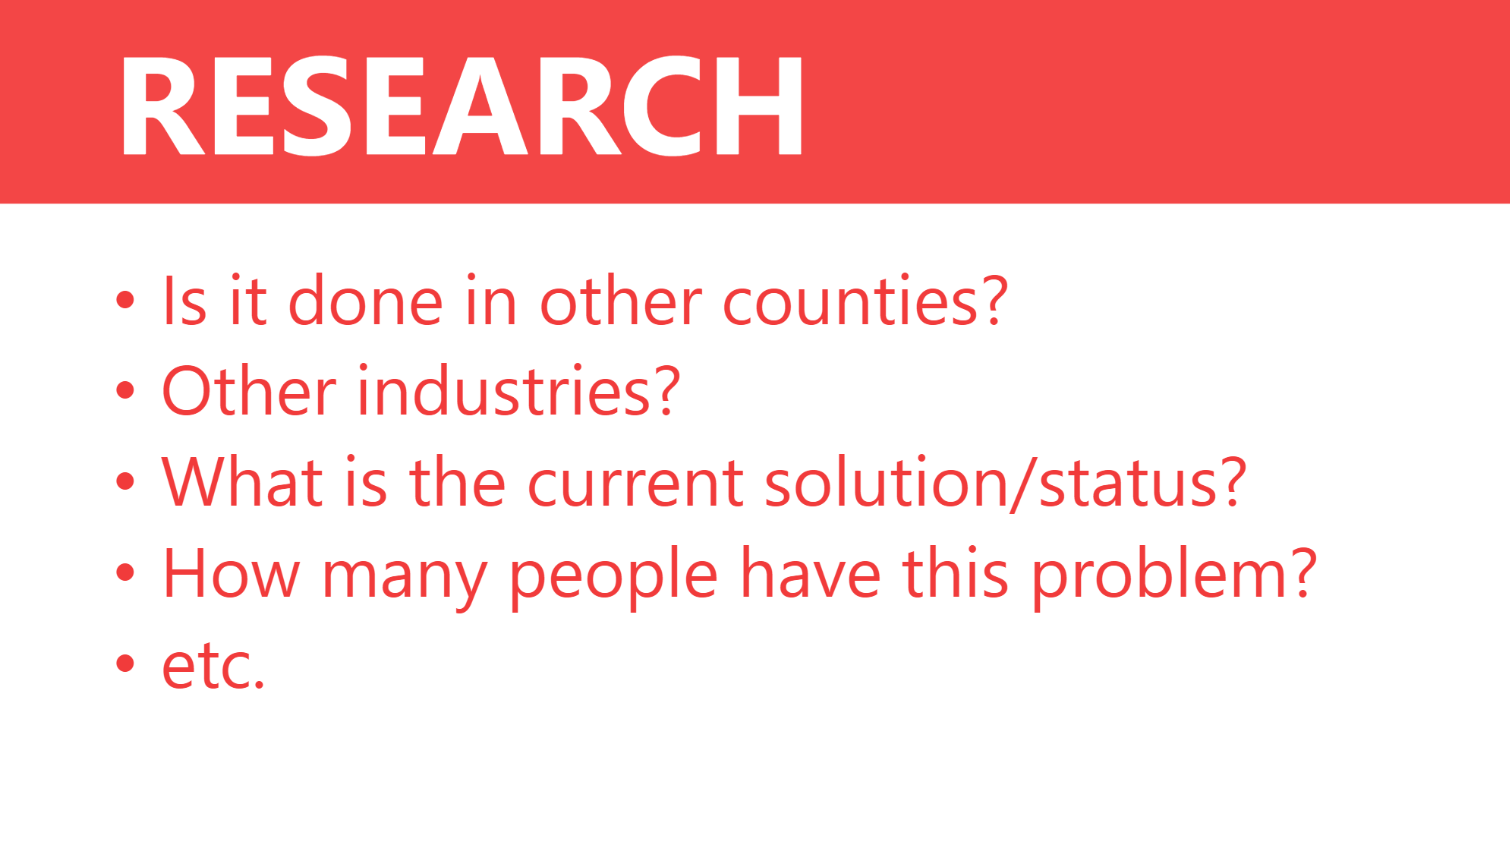 RESEARCH
• Is it done in other counties?
• Other industries?
• What is the current solution/status?
• How many people have this problem?
• etc.